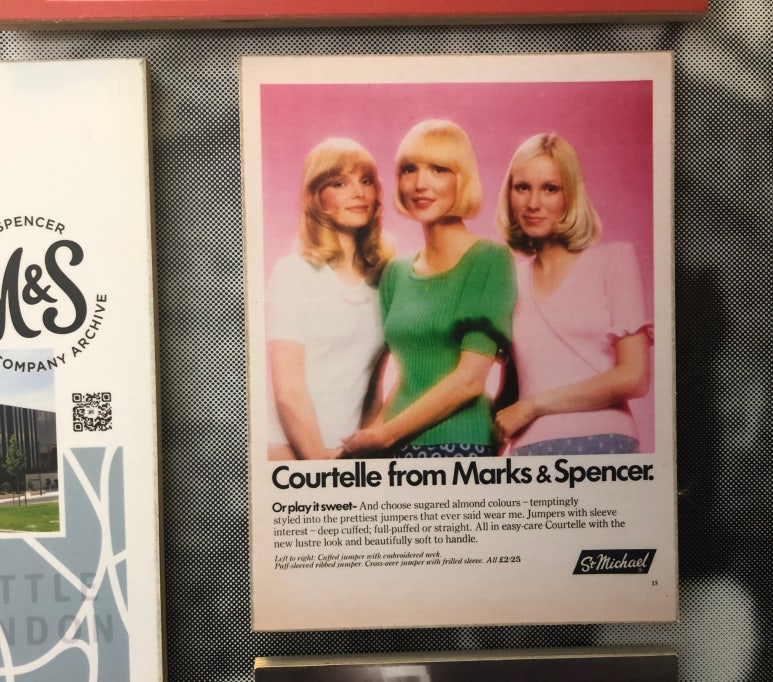 SPENCER
M&S
COMPANY ARCHIVE
TTLE
NDON
Courtelle from Marks & Spencer.
Or play it sweet- And choose sugared almond colours – temptingly
styled into the prettiest jumpers that ever said wear me. Jumpers with sleeve
interest – deep cuffed; full-puffed or straight. All in easy-care Courtelle with the
new lustre look and beautifully soft to handle.
Left to right: Cuffed jumper with embroidered neck.
Puff-sleeved ribbed jumper. Cross-over jumper with frilled sleeve. All £2·25
St Michael
15